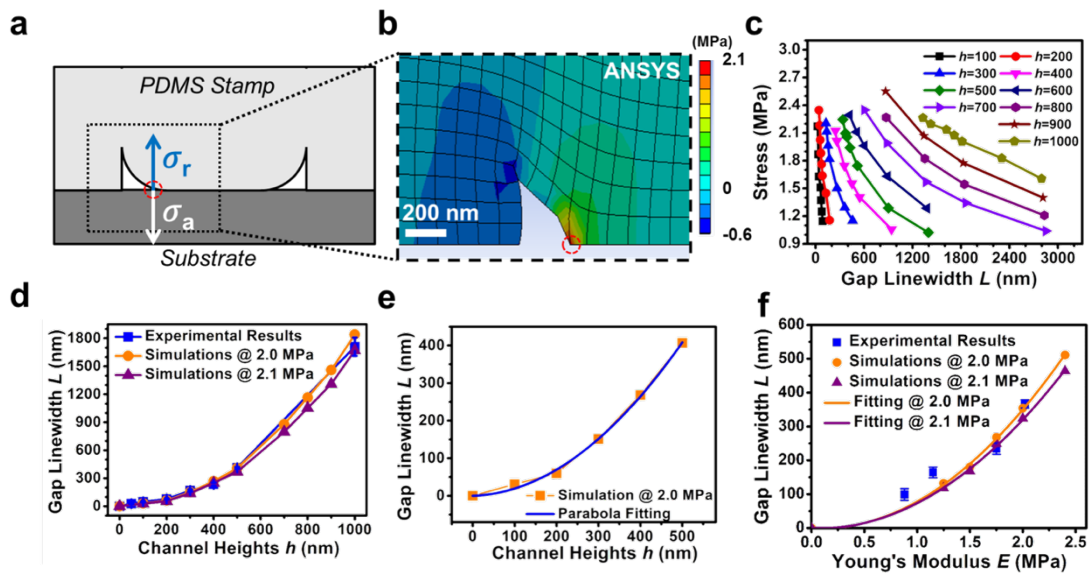 a
PDMS Stamp
σr
σa
Substrate
b
(MPa)
ANSYS
2.1
0
-0.6
200 nm
c
Stress (MPa)
3.0
2.7
2.4
2.1
1.8
1.5
1.2
0.9
h=100 h=200
h=300 h=400
h=500 h=600
h=700 h=800
h=900
h=1000
0 600 1200 1800 2400 3000
Gap Linewidth L (nm)
d
Gap Linewidth L (nm)
1800
1500
1200
900
600
300
0
Experimental Results
Simulations @ 2.0 MPa
Simulations @ 2.1 MPa
0 200 400 600 800 1000
Channel Heights h (nm)
e
Gap Linewidth L (nm)
400
300
200
100
0
Simulation @ 2.0 MPa
Parabola Fitting
0 100 200 300 400 500
Channel Heights h (nm)
f
Gap Linewidth L (nm)
600
500
400
300
200
100
0
Experimental Results
Simulations @ 2.0 MPa
Simulations @ 2.1 MPa
Fitting @ 2.0 MPa
Fitting @ 2.1 MPa
0.0 0.5 1.0 1.5 2.0 2.5
Young's Modulus E (MPa)